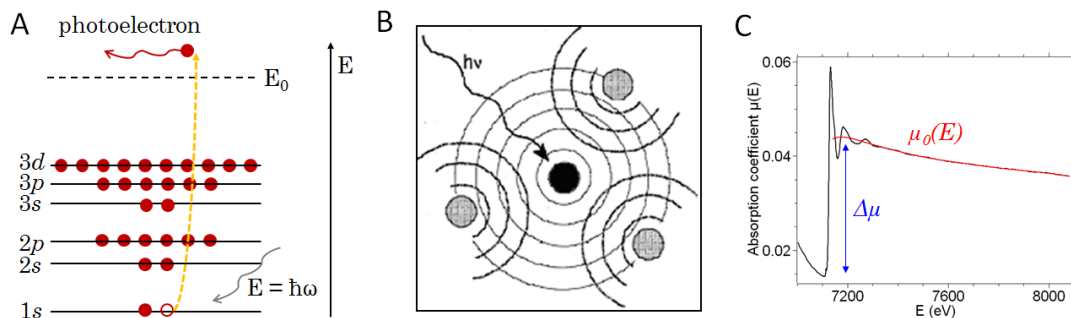 A
photoelectron
E
E₀
3d
3p
3s
2p
2s
E = ħω
1s
B
hν
C
0.06
0.04
0.02
Absorption coefficient μ(E)
μ₀(E)
Δμ
7200
7600
8000
E (eV)